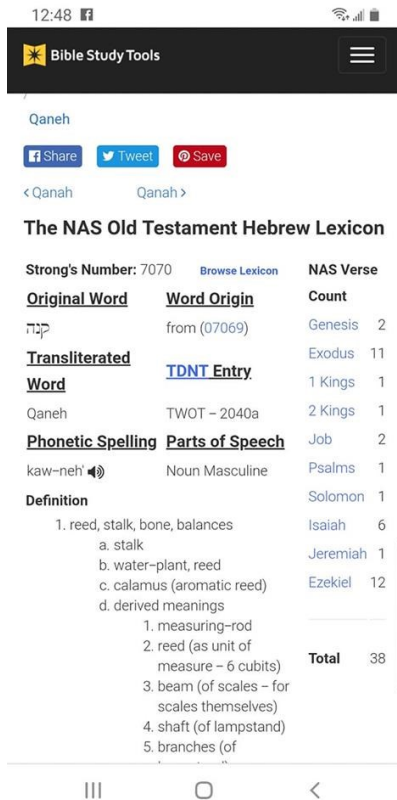 12:48
Bible Study Tools
Qaneh
Share
Tweet
Save
< Qanah
Qanah >
The NAS Old Testament Hebrew Lexicon
Strong's Number: 7070
Browse Lexicon
Original Word
Word Origin
קנה
from (07069)
Transliterated
Word
TDNT Entry
Qaneh
TWOT – 2040a
Phonetic Spelling
Parts of Speech
kaw–neh'
Noun Masculine
Definition
1. reed, stalk, bone, balances
a. stalk
b. water–plant, reed
c. calamus (aromatic reed)
d. derived meanings
1. measuring–rod
2. reed (as unit of
measure – 6 cubits)
3. beam (of scales – for
scales themselves)
4. shaft (of lampstand)
5. branches (of
NAS Verse
Count
Genesis 2
Exodus 11
1 Kings 1
2 Kings 1
Job 2
Psalms 1
Solomon 1
Isaiah 6
Jeremiah 1
Ezekiel 12
Total 38